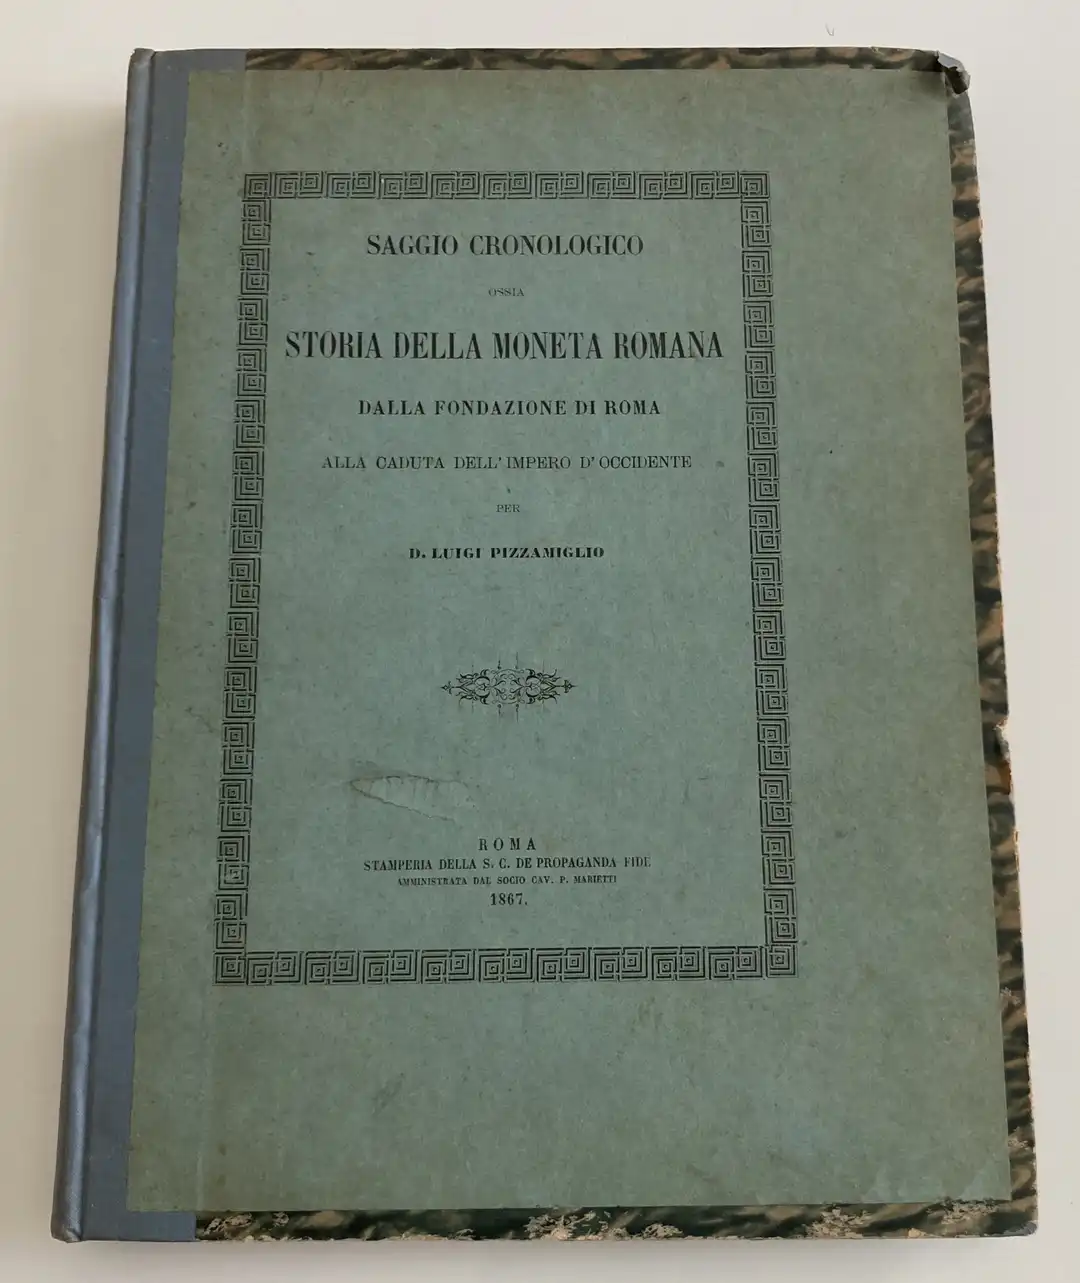 SAGGIO CRONOLOGICO
OSSIA
STORIA DELLA MONETA ROMANA
DALLA FONDAZIONE DI ROMA
ALLA CADUTA DELL' IMPERO D' OCCIDENTE
PER
D. LUIGI PIZZAMIGLIO
ROMA
STAMPERIA DELLA S. C. DE PROPAGANDA FIDE
AMMINISTRATA DAL SOCIO CAV. P. MARIETTI
1867.